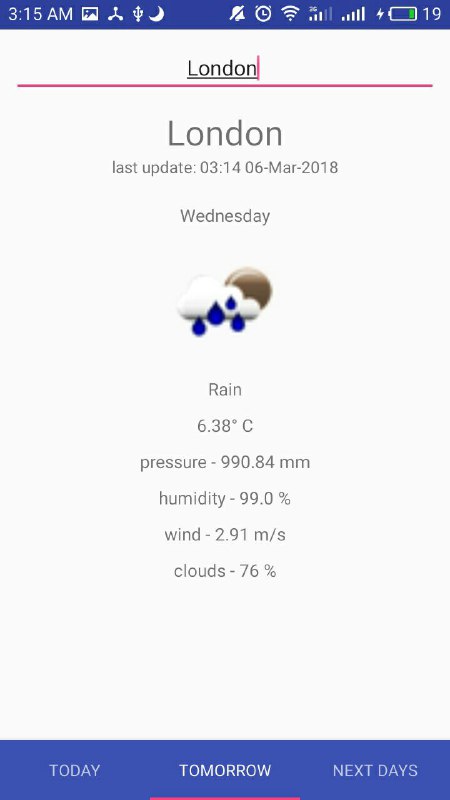 3:15 AM 3G 19
London
London
last update: 03:14 06-Mar-2018
Wednesday
Rain
6.38° C
pressure - 990.84 mm
humidity - 99.0 %
wind - 2.91 m/s
clouds - 76 %
TODAY TOMORROW NEXT DAYS